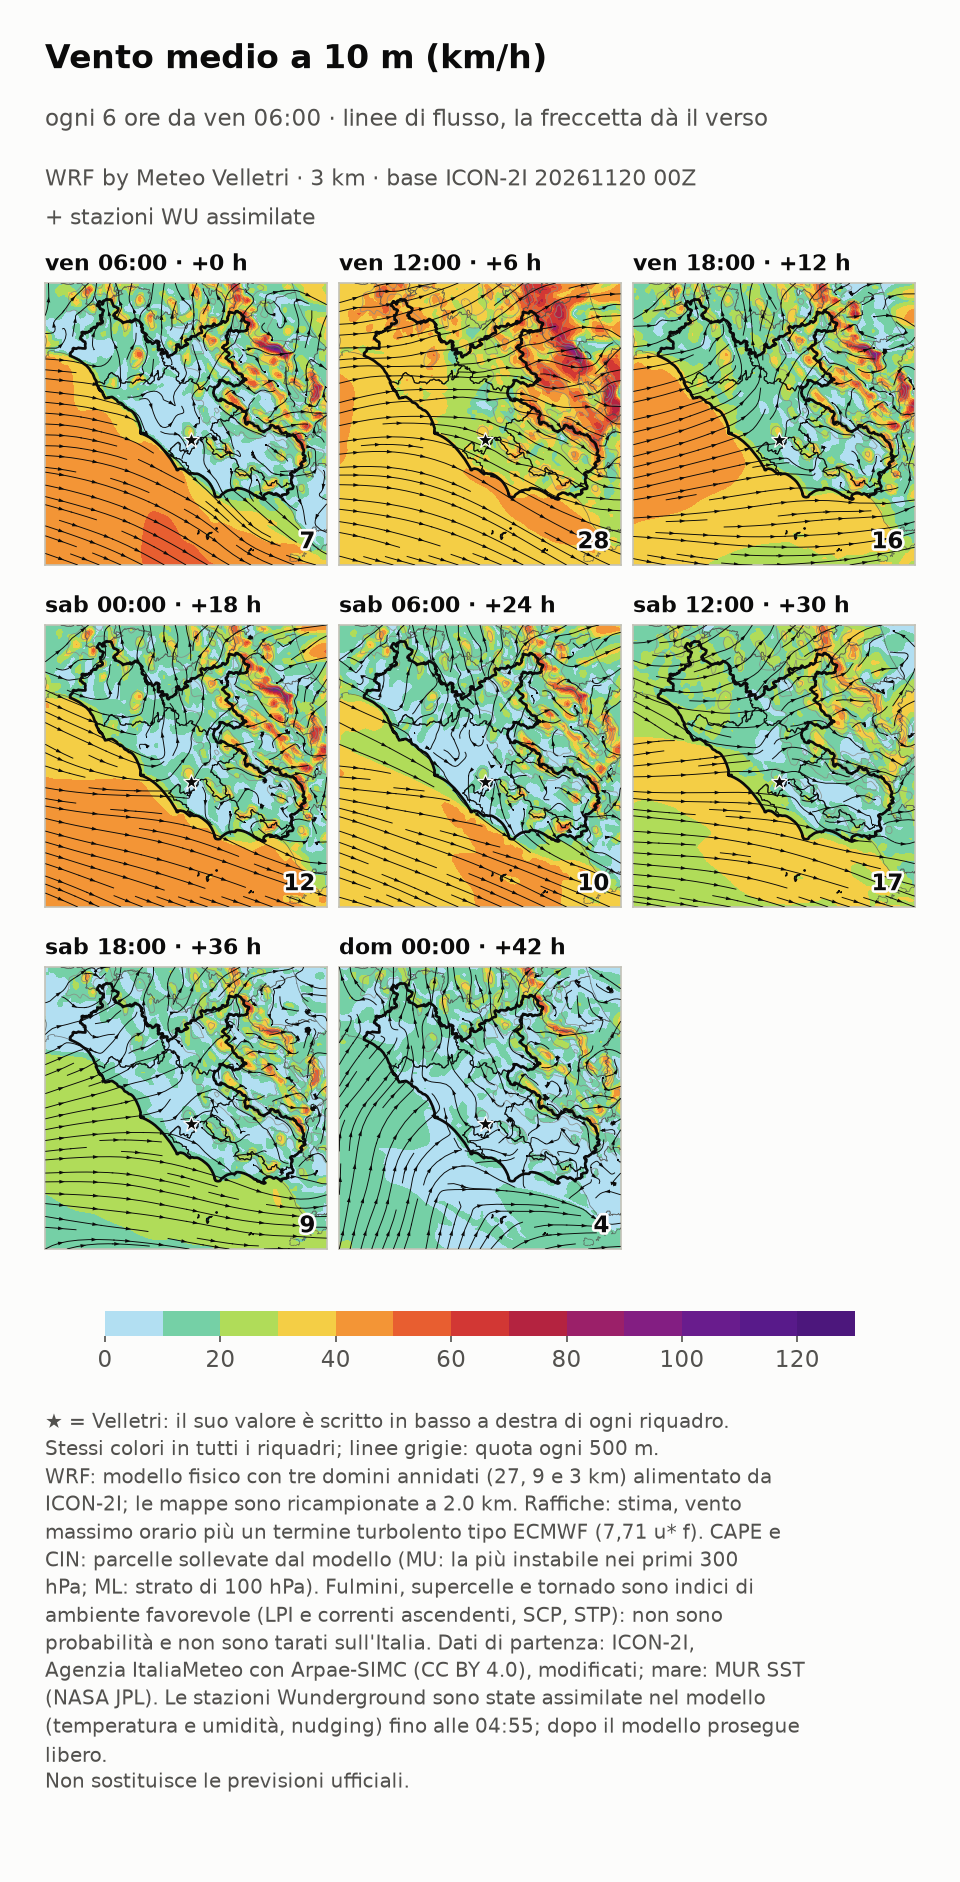 Vento medio a 10 m (km/h)
ogni 6 ore da ven 06:00 · linee di flusso, la freccetta dà il verso
WRF by Meteo Velletri · 3 km · base ICON-2I 20261120 00Z
+ stazioni WU assimilate
ven 06:00 · +0 h
ven 12:00 · +6 h
ven 18:00 · +12 h
7
28
16
sab 00:00 · +18 h
sab 06:00 · +24 h
sab 12:00 · +30 h
12
10
17
sab 18:00 · +36 h
dom 00:00 · +42 h
9
4
0 20 40 60 80 100 120
★ = Velletri: il suo valore è scritto in basso a destra di ogni riquadro.
Stessi colori in tutti i riquadri; linee grigie: quota ogni 500 m.
WRF: modello fisico con tre domini annidati (27, 9 e 3 km) alimentato da
ICON-2I; le mappe sono ricampionate a 2.0 km. Raffiche: stima, vento
massimo orario più un termine turbolento tipo ECMWF (7,71 u* f). CAPE e
CIN: parcelle sollevate dal modello (MU: la più instabile nei primi 300
hPa; ML: strato di 100 hPa). Fulmini, supercelle e tornado sono indici di
ambiente favorevole (LPI e correnti ascendenti, SCP, STP): non sono
probabilità e non sono tarati sull'Italia. Dati di partenza: ICON-2I,
Agenzia ItaliaMeteo con Arpae-SIMC (CC BY 4.0), modificati; mare: MUR SST
(NASA JPL). Le stazioni Wunderground sono state assimilate nel modello
(temperatura e umidità, nudging) fino alle 04:55; dopo il modello prosegue
libero.
Non sostituisce le previsioni ufficiali.